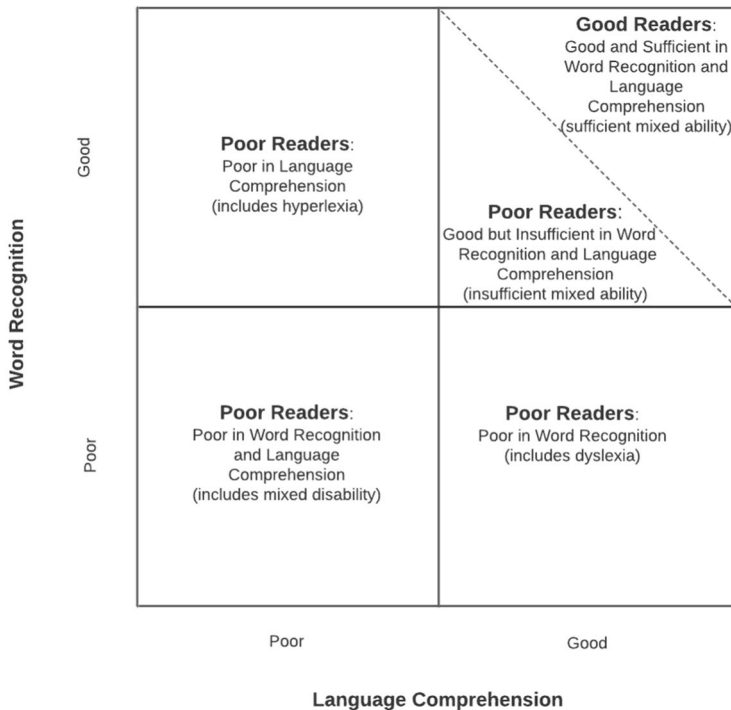 Good Readers:
Good and Sufficient in
Word Recognition and
Language
Comprehension
(sufficient mixed ability)
Poor Readers:
Poor in Language
Comprehension
(includes hyperlexia)
Poor Readers:
Good but Insufficient in Word
Recognition and Language
Comprehension
(insufficient mixed ability)
Good
Word Recognition
Poor
Poor Readers:
Poor in Word Recognition
and Language
Comprehension
(includes mixed disability)
Poor Readers:
Poor in Word Recognition
(includes dyslexia)
Poor
Good
Language Comprehension